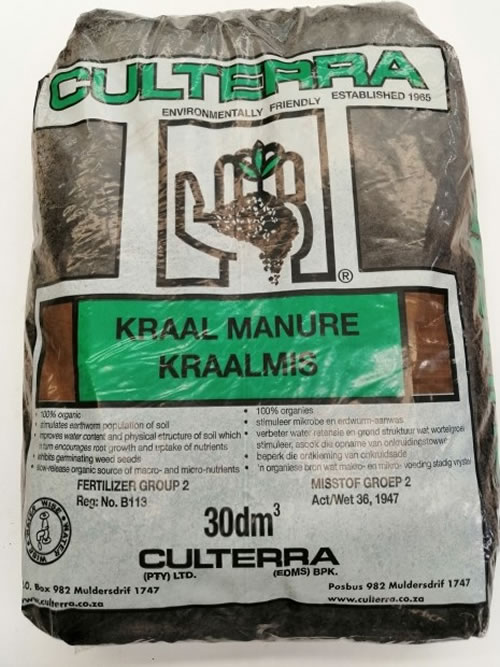 CULTERRA
ENVIRONMENTALLY FRIENDLY ESTABLISHED 1965
®
KRAAL MANURE
KRAALMIS
• 100% organic
• stimulates earthworm population of soil
improves water content and physical structure of soil which
in turn encourages root growth and uptake of nutrients
inhibits germinating weed seeds
slow-release organic source of macro- and micro-nutrients
• 100% organies
• stimuleer mikrobe en erdwurm-aanwas
• verbeter water retensie en grond struktuur wat wortelgroei
stimuleer, asook die opname van
• beperk die ontkieming van onkruidsade
• 'n organiese bron wat makro- en mikro- voeding stadig
FERTILIZER GROUP 2
Reg: No. B113
MISSTOF GROEP 2
Act/Wet 36, 1947
30dm³
WATER WISE • WATER WISE
CULTERRA
(PTY) LTD. (EDMS) BPK.
.O. Box 982 Muldersdrif 1747
www.culterra.co.za
Posbus 982 Muldersdrif 1747
www.culterra.co.za